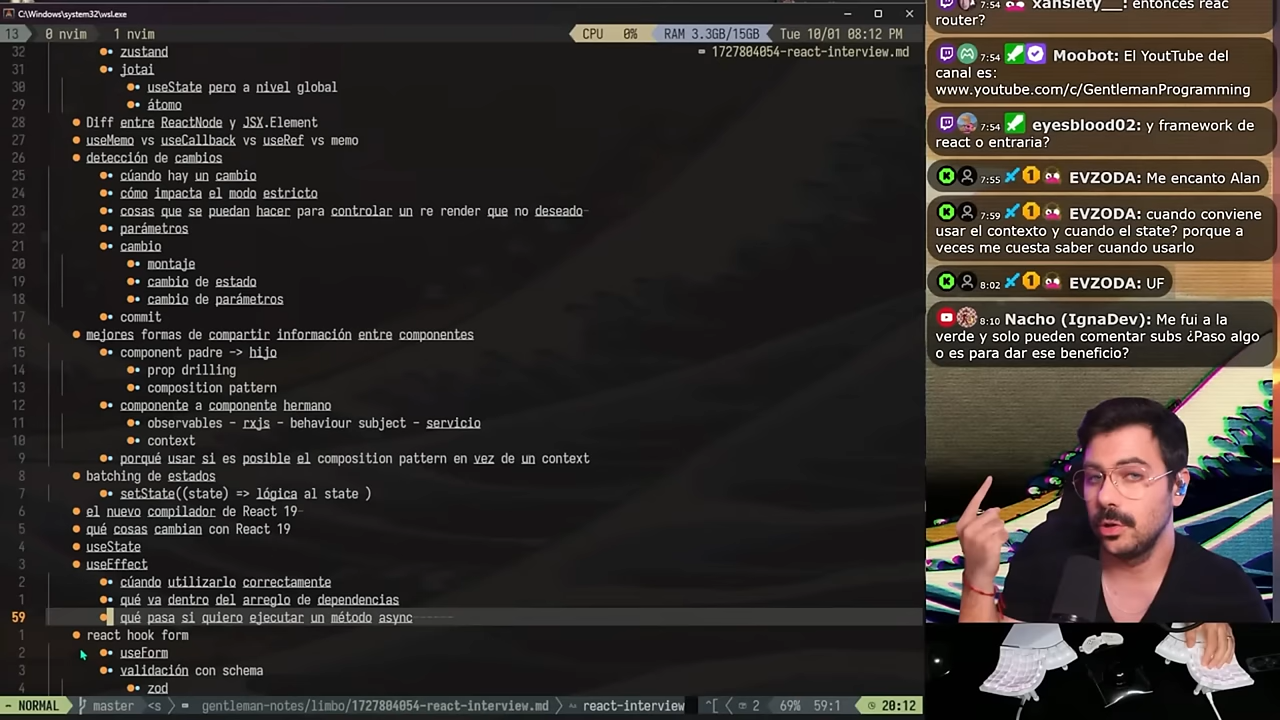 C:\Windows\system32\wsl.exe
13 0 nvim 1 nvim
CPU 0% RAM 3.3GB/15GB Tue 10/01 08:12 PM
1727804054-react-interview.md
32 zustand
31 jotai
30 useState pero a nivel global
29 átomo
28 Diff entre ReactNode y JSX.Element
27 useMemo vs useCallback vs useRef vs memo
26 detección de cambios
25 cúando hay un cambio
24 cómo impacta el modo estricto
23 cosas que se puedan hacer para controlar un re render que no deseado
22 parámetros
21 cambio
20 montaje
19 cambio de estado
18 cambio de parámetros
17 commit
16 mejores formas de compartir información entre componentes
15 component padre -> hijo
14 prop drilling
13 composition pattern
12 componente a componente hermano
11 observables - rxjs - behaviour subject - servicio
10 context
9 porqué usar si es posible el composition pattern en vez de un context
8 batching de estados
7 setState((state) => lógica al state )
6 el nuevo compilador de React 19
5 qué cosas cambian con React 19
4 useState
3 useEffect
2 cúando utilizarlo correctamente
1 qué va dentro del arreglo de dependencias
59 qué pasa si quiero ejecutar un método async
1 react hook form
2 useForm
3 validación con schema
4 zod
~ NORMAL master <s gentleman-notes/limbo/1727804054-react-interview.md react-interview ^[ 2 69% 59:1 20:12
7:54 xansiety__: entonces reac
router?
7:54 Moobot: El YouTube del
canal es:
www.youtube.com/c/GentlemanProgramming
7:54 eyesblood02: y framework de
react o entraria?
7:55 1 EVZODA: Me encanto Alan
7:59 1 EVZODA: cuando conviene
usar el contexto y cuando el state? porque a
veces me cuesta saber cuando usarlo
8:02 1 EVZODA: UF
8:10 Nacho (IgnaDev): Me fui a la
verde y solo pueden comentar subs ¿Paso algo
o es para dar ese beneficio?